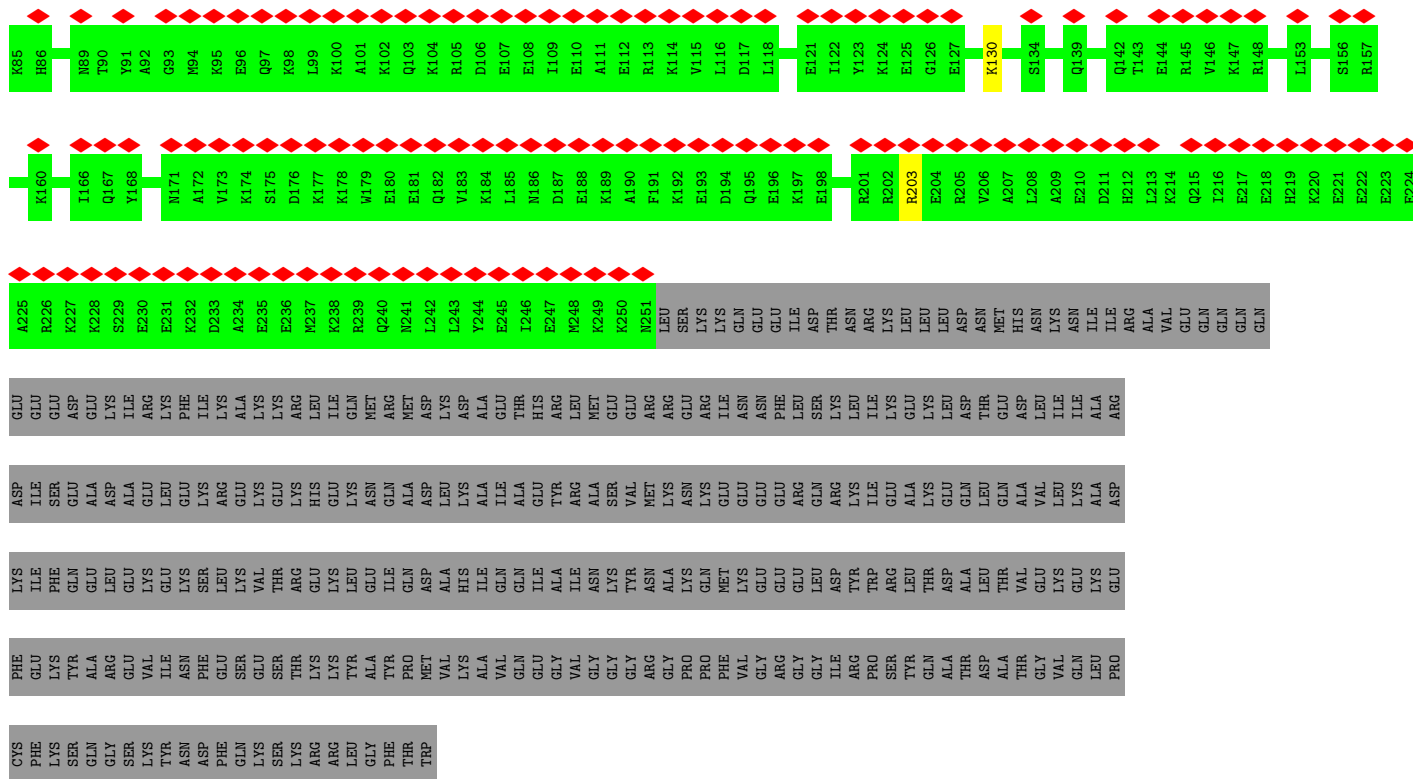 K85 H86 N89 T90 Y91 A92 G93 M94 K95 E96 Q97 K98 L99 K100 A101 K102 Q103 K104 R105 D106 E107 E108 I109 E110 A111 E112 R113 K114 V115 L116 D117 L118 E121 I122 Y123 K124 E125 G126 E127 K130 S134 Q139 Q142 T143 E144 R145 V146 K147 R148 L153 S156 R157
K160 I166 Q167 Y168 N171 A172 V173 K174 S175 D176 K177 K178 W179 E180 E181 Q182 V183 K184 L185 N186 D187 E188 K189 A190 F191 K192 E193 D194 Q195 E196 K197 E198 R201 R202 R203 E204 R205 V206 A207 L208 A209 E210 D211 H212 L213 K214 Q215 I216 E217 E218 H219 K220 E221 E222 E223 E224
A225 R226 K227 K228 S229 E230 E231 K232 D233 A234 E235 E236 M237 K238 R239 Q240 N241 L242 L243 Y244 E245 I246 E247 M248 K249 K250 N251 LEU SER LYS LYS GLN GLU GLU ILE ASP THR ASN ARG LYS LEU LEU LEU ASP ASN MET HIS ASN LYS ASN ILE ILE ARG ALA VAL GLU GLN GLN GLN GLN
GLU GLU GLU ASP GLU LYS ILE ARG LYS PHE ILE LYS ALA LYS LYS ARG LEU ILE GLN MET ARG MET ASP LYS ASP ALA GLU THR HIS ARG LEU MET GLU GLU ARG ARG GLU ARG ILE ASN ASN PHE LEU SER LYS LEU ILE LYS GLU LYS LEU ASP THR GLU ASP LEU ILE ILE ALA ARG
ASP ILE SER GLU ALA ASP ALA GLU LEU GLU LYS ARG GLU LYS GLU LYS HIS GLU LYS ASN GLN ALA ASP LEU LYS ALA ILE ALA GLU TYR ARG ALA SER VAL MET LYS ASN LYS GLU GLU GLU GLU ARG GLN ARG LYS ILE GLU ALA LYS GLU GLN LEU GLN ALA VAL LEU LYS ALA ASP
LYS ILE PHE GLN GLU LEU GLU LYS GLU LYS SER LEU LYS VAL THR ARG GLU LYS LEU GLU ILE GLN ASP ALA HIS ILE GLN GLN ILE ALA ILE ASN LYS TYR ASN ALA LYS GLN MET LYS GLU GLU GLU LEU ASP TYR TRP ARG LEU THR ASP ALA LEU THR VAL GLU LYS GLU LYS GLU
PHE GLU LYS TYR ALA ARG GLU VAL ILE ASN PHE GLU SER GLU SER THR LYS LYS TYR ALA TYR PRO MET VAL LYS ALA VAL GLN GLU GLY VAL GLY GLY GLY ARG GLY PRO PRO PHE VAL GLY ARG GLY GLY ILE ARG PRO SER TYR GLN ALA THR ASP ALA THR GLY VAL GLN LEU PRO
CYS PHE LYS SER GLN GLY SER LYS TYR ASN ASP PHE GLN LYS SER LYS ARG ARG LEU GLY PHE THR TRP